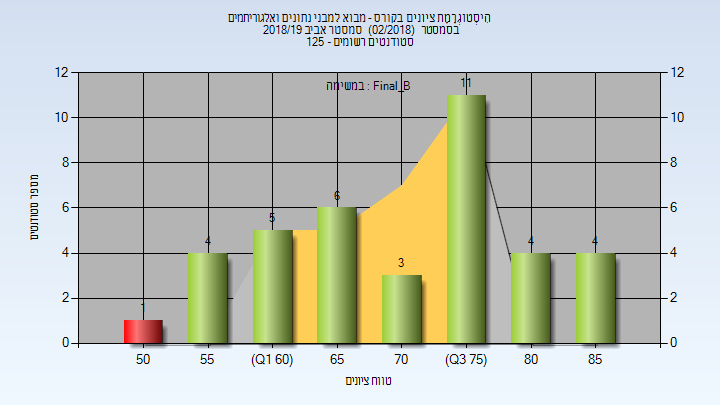 היסטוגרמת ציונים בקורס - מבוא למבני נתונים ואלגוריתמים
בסמסטר (02/2018) סמסטר אביב 2018/19
סטודנטים רשומים - 125
במשימה : Final_B
12 12
10 10
8 8
6 6
4 4
2 2
0 0
מספר סטודנטים
1 4 5 6 3 11 4 4
50 55 (Q1 60) 65 70 (Q3 75) 80 85
טווח ציונים